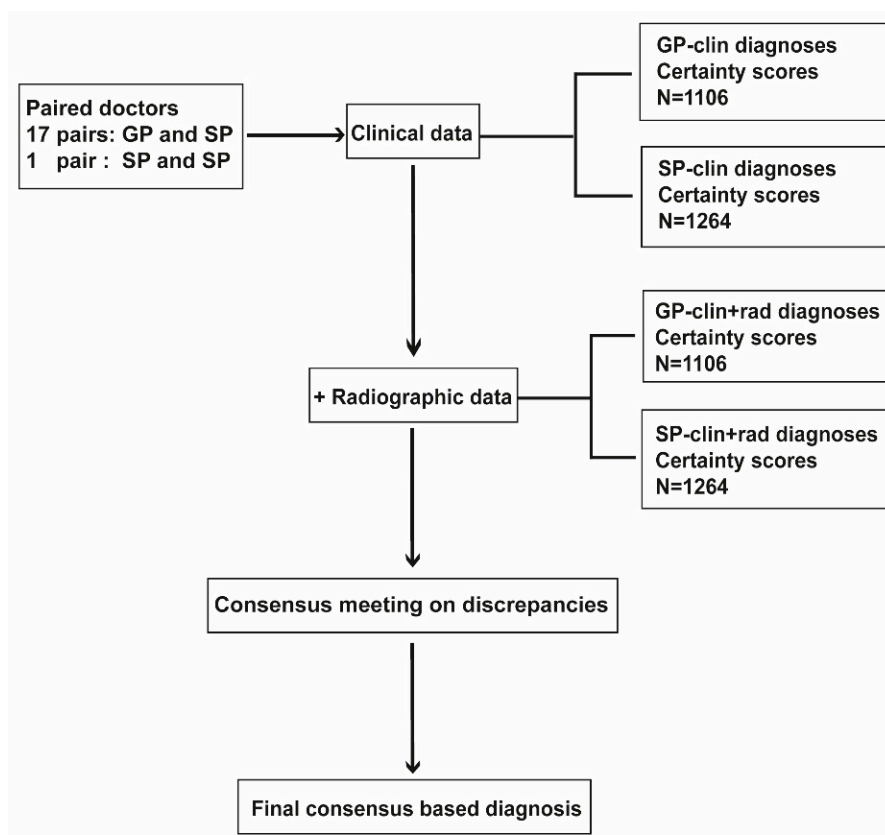 Paired doctors
17 pairs: GP and SP
1 pair : SP and SP
Clinical data
GP-clin diagnoses
Certainty scores
N=1106
SP-clin diagnoses
Certainty scores
N=1264
+ Radiographic data
GP-clin+rad diagnoses
Certainty scores
N=1106
SP-clin+rad diagnoses
Certainty scores
N=1264
Consensus meeting on discrepancies
Final consensus based diagnosis